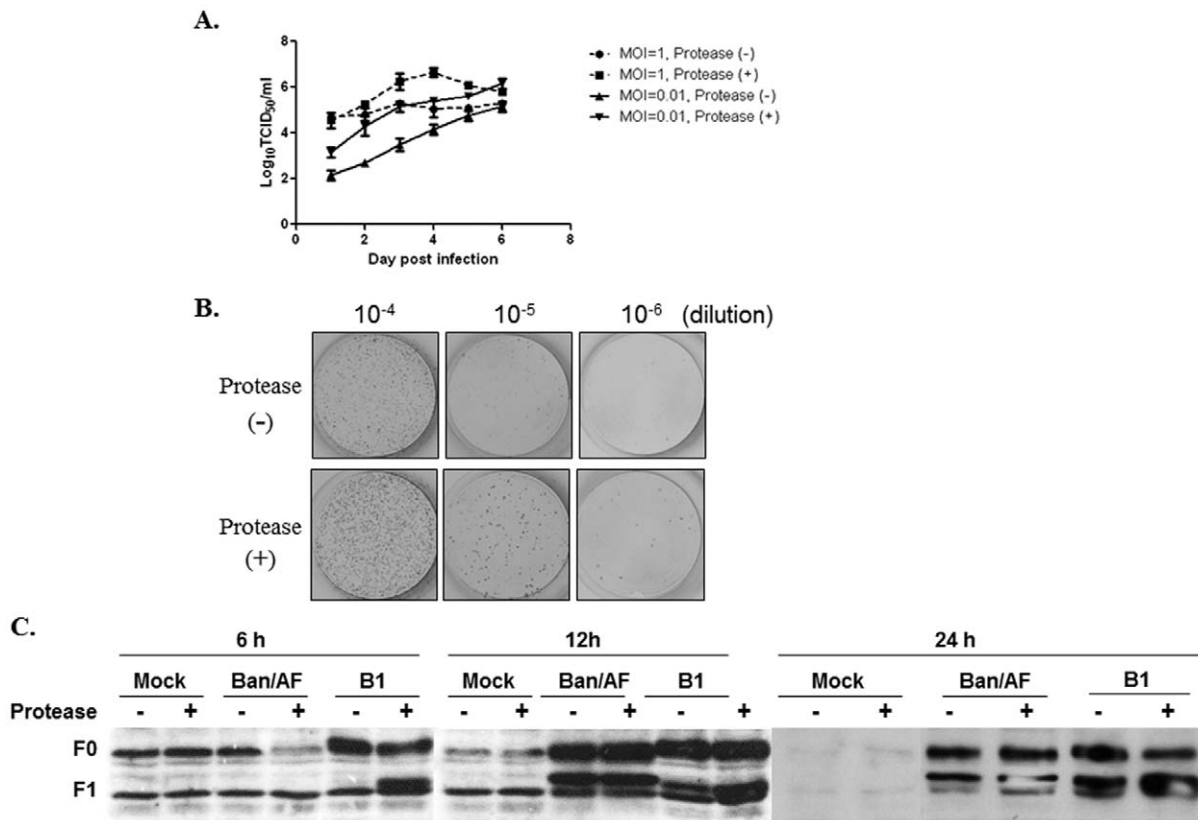 A.
Log10TCID50/ml
6
4
2
0
0 2 4 6 8
Day post infection
MOI=1, Protease (-)
MOI=1, Protease (+)
MOI=0.01, Protease (-)
MOI=0.01, Protease (+)
B.
10-4 10-5 10-6 (dilution)
Protease
(-)
Protease
(+)
C.
6 h 12h 24 h
Mock Ban/AF B1 Mock Ban/AF B1 Mock Ban/AF B1
Protease - + - + - + - + - + - + - + - + - +
F0
F1